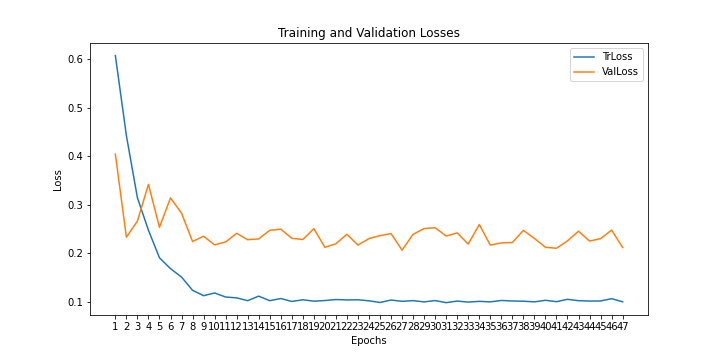 Training and Validation Losses
TrLoss
ValLoss
0.6
0.5
0.4
0.3
0.2
0.1
Loss
1 2 3 4 5 6 7 8 9 10 11 12 13 14 15 16 17 18 19 20 21 22 23 24 25 26 27 28 29 30 31 32 33 34 35 36 37 38 39 40 41 42 43 44 45 46 47
Epochs